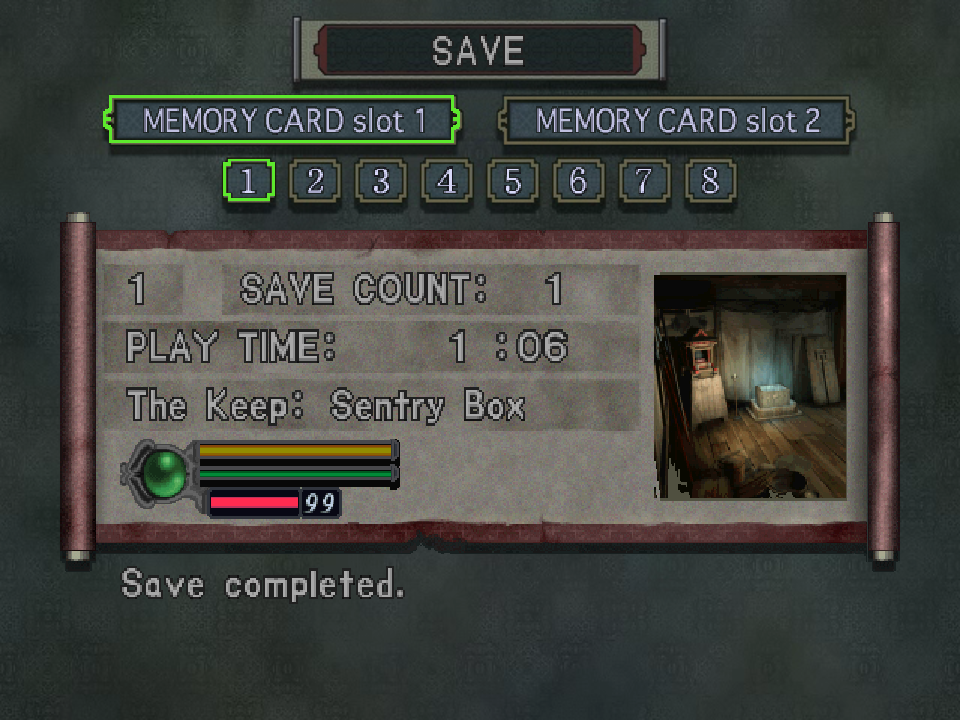 SAVE
MEMORY CARD slot 1 MEMORY CARD slot 2
1 2 3 4 5 6 7 8
1 SAVE COUNT: 1
PLAY TIME: 1 :06
The Keep: Sentry Box
99
Save completed.